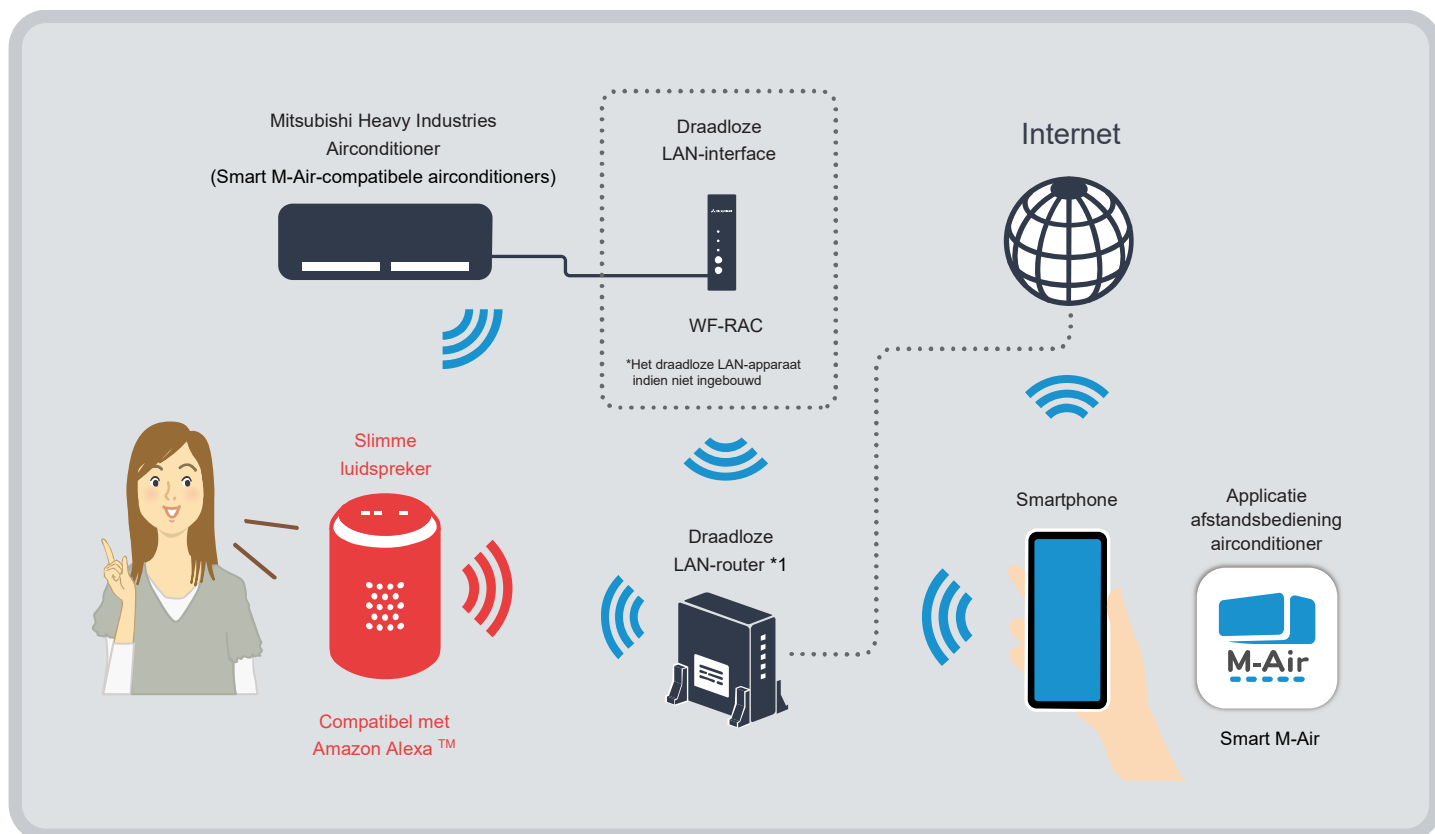 Mitsubishi Heavy Industries
Airconditioner
(Smart M-Air-compatibele airconditioners)
Draadloze
LAN-interface
WF-RAC
*Het draadloze LAN-apparaat
indien niet ingebouwd
Internet
Slimme
luidspreker
Compatibel met
Amazon Alexa TM
Draadloze
LAN-router *1
Smartphone
Applicatie
afstandsbediening
airconditioner
M-Air
Smart M-Air